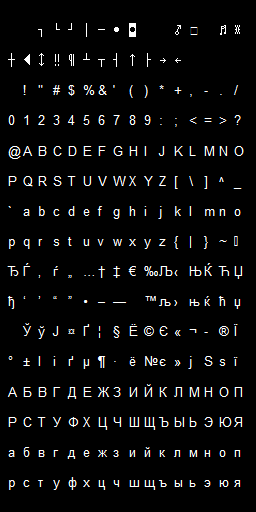 ┐ └ ┘ │ ─ • ◘ ♂ □ ♬ ☼
┼ ◄ ↕ ‼ ¶ ┴ ┬ ┤ ↑ ├ → ←
! " # $ % & ' ( ) * + , - . /
0 1 2 3 4 5 6 7 8 9 : ; < = > ?
@ A B C D E F G H I J K L M N O
P Q R S T U V W X Y Z [ \ ] ^ _
` a b c d e f g h i j k l m n o
p q r s t u v w x y z { | } ~ 
Ђ Ѓ ‚ ѓ „ … † ‡ € ‰ Љ ‹ Њ Ќ Ћ Џ
ђ ‘ ’ “ ” • – — ™ љ › њ ќ ћ џ
Ў ў Ј ¤ Ґ ¦ § Ё © Є « ¬ - ® Ї
° ± І і ґ µ ¶ · ё № є » ј Ѕ ѕ ї
А Б В Г Д Е Ж З И Й К Л М Н О П
Р С Т У Ф Х Ц Ч Ш Щ Ъ Ы Ь Э Ю Я
а б в г д е ж з и й к л м н о п
р с т у ф х ц ч ш щ ъ ы ь э ю я